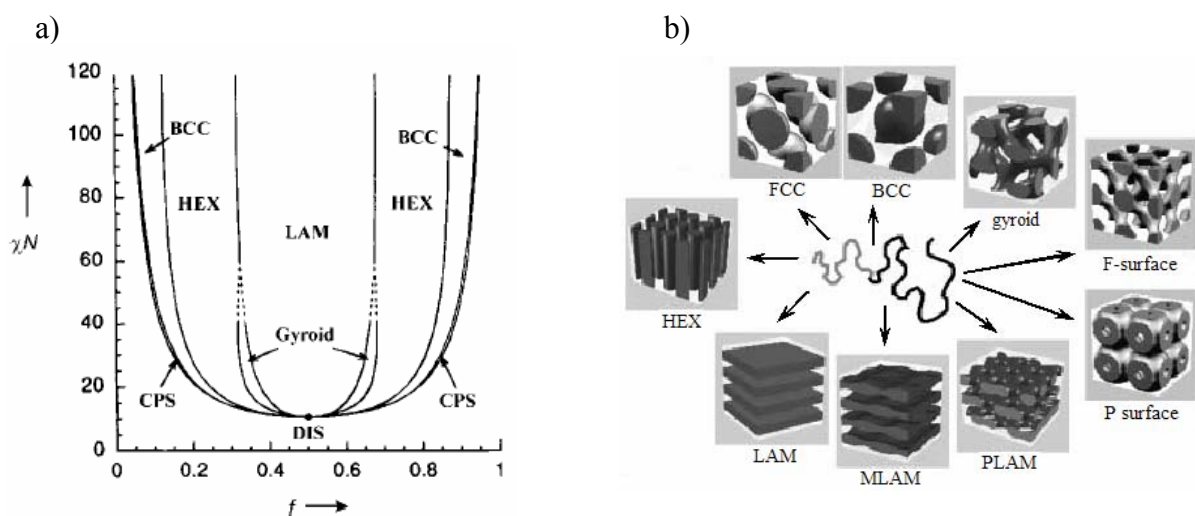 a)
120
100
80
60
40
20
0
χN
BCC
BCC
HEX
HEX
LAM
Gyroid
CPS
CPS
DIS
0
0.2
0.4
0.6
0.8
1
f
b)
FCC
BCC
gyroid
F-surface
HEX
P surface
LAM
MLAM
PLAM